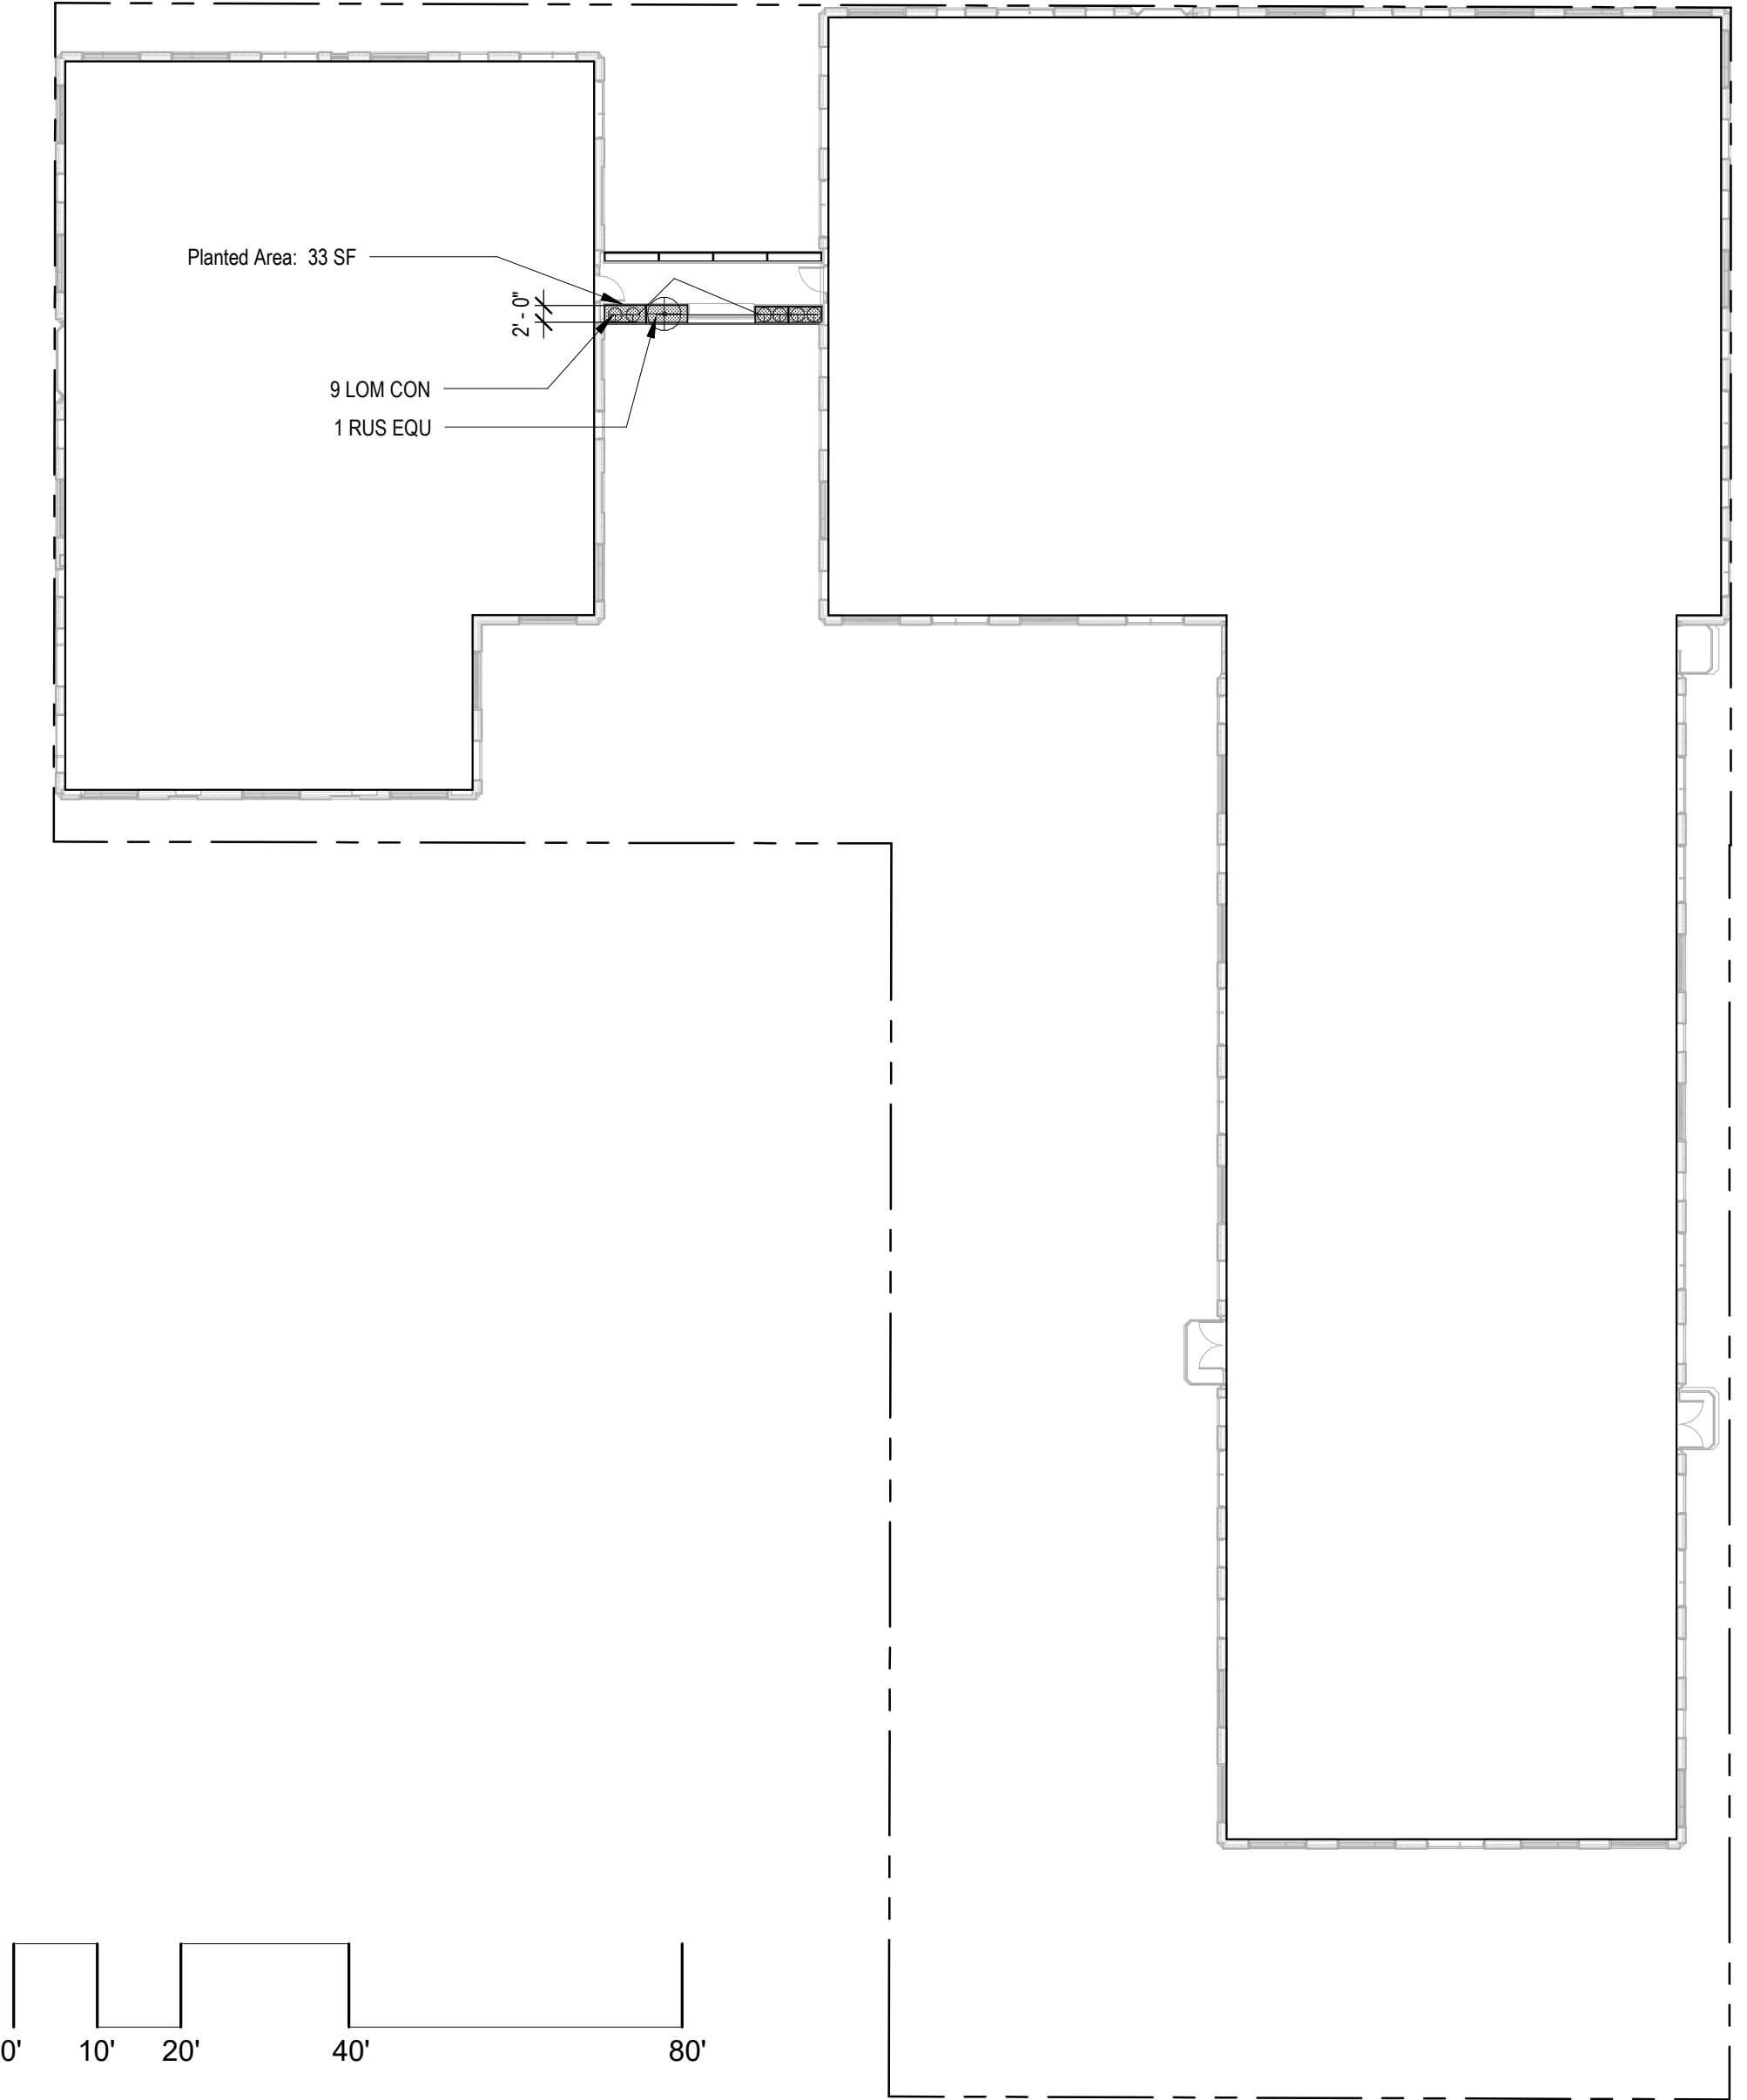 Planted Area: 33 SF
2' - 0"
9 LOM CON
1 RUS EQU
0' 10' 20' 40' 80'